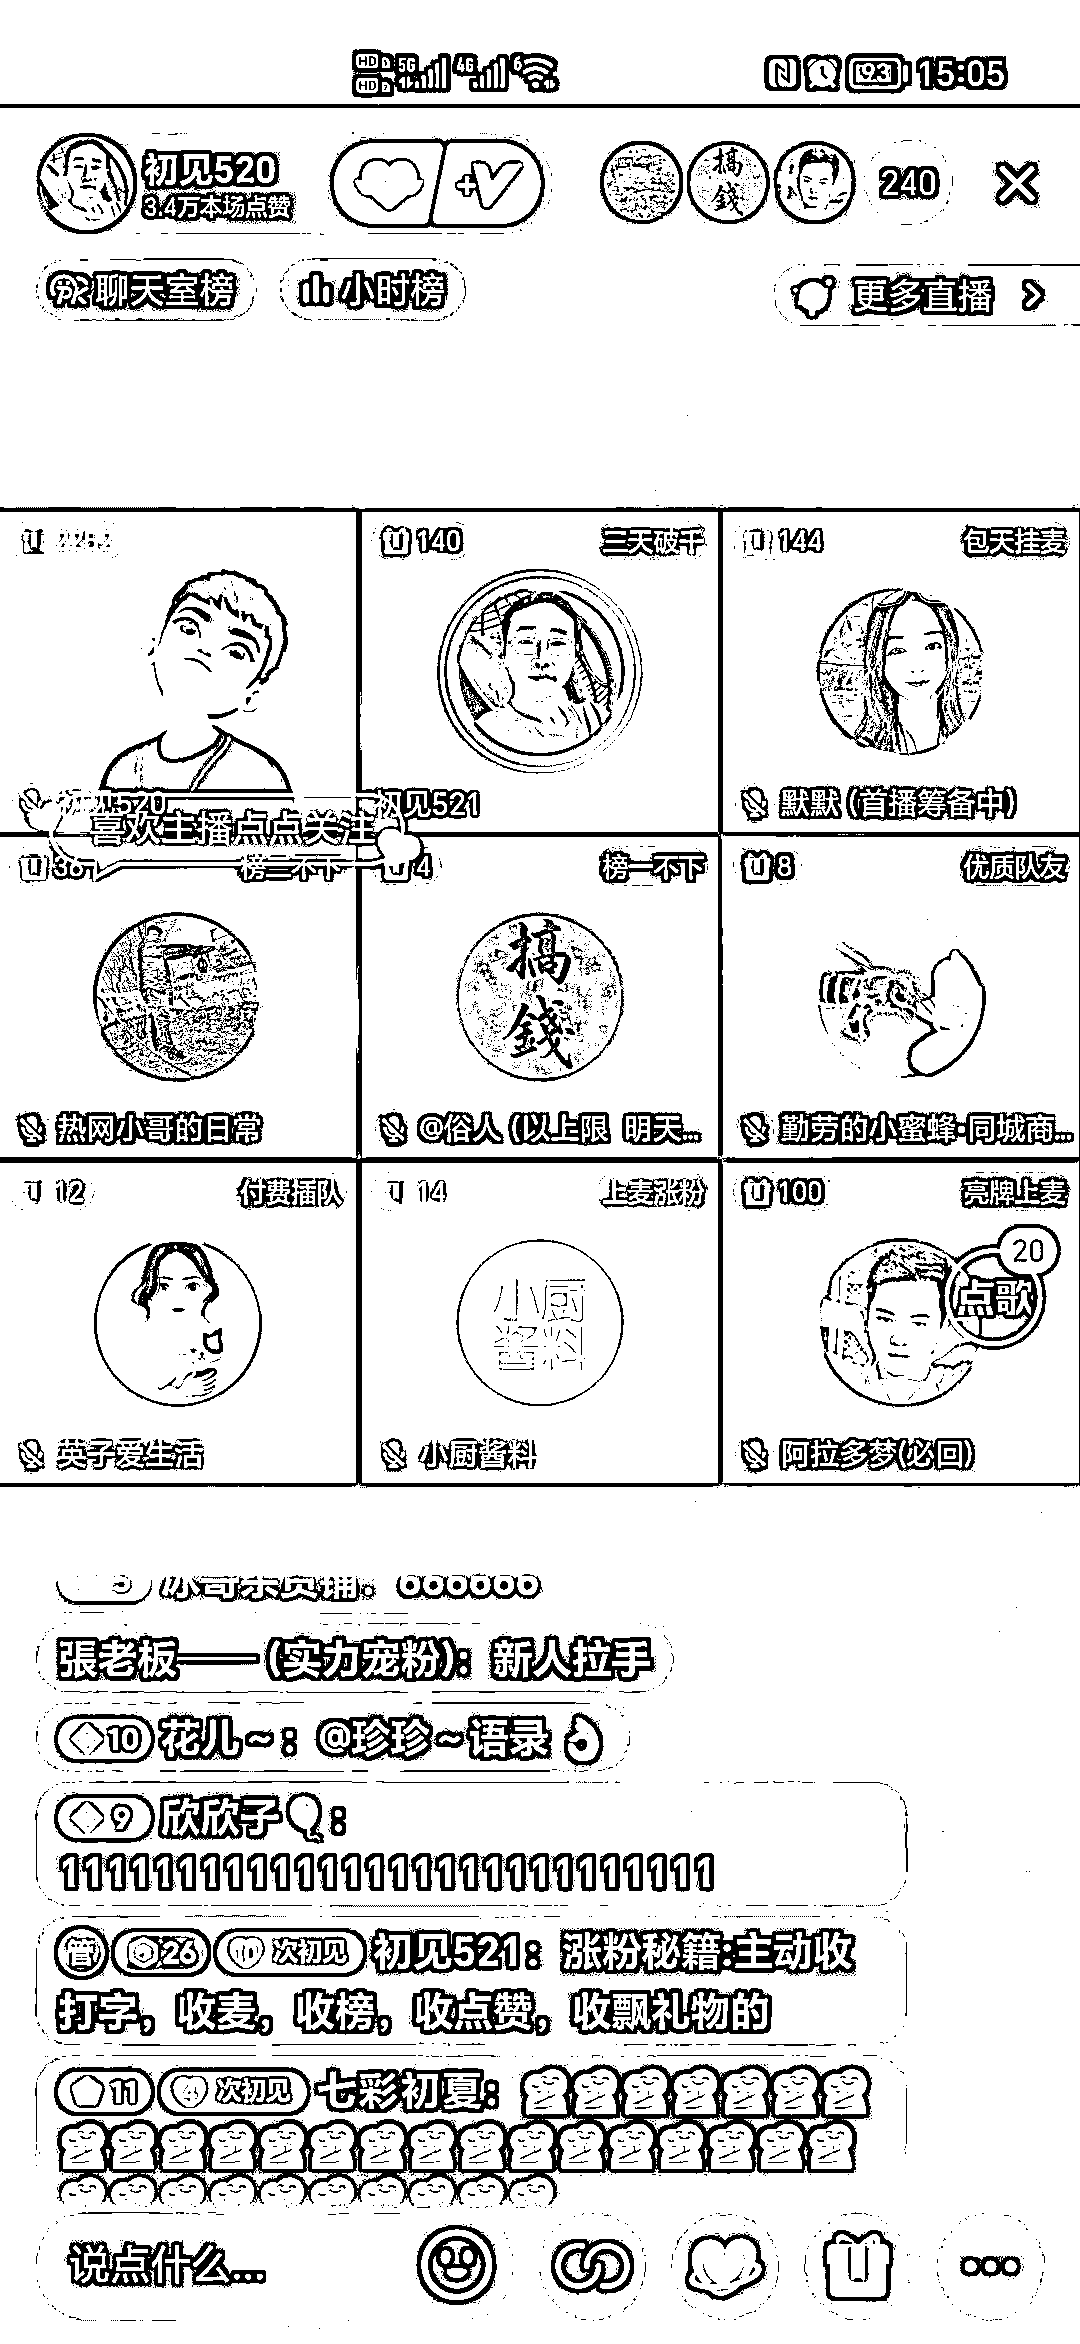 HD 5G 4G 6 93 15:05
初见520
3.4万本场点赞
搞錢
240
聊天室榜 小时榜 更多直播
140 三天破千
144 包天挂麦
初见520
初见521
默默（首播筹备中）
喜欢主播点点关注
榜二不下
4 榜一不下
8 优质队友
搞錢
热网小哥的日常
@俗人（以上限 明天...
勤劳的小蜜蜂·同城商...
12 付费插队
14 上麦涨粉
100 亮牌上麦
20
点歌
小厨酱料
英子爱生活
小厨酱料
阿拉多梦(必回)
張老板——（实力宠粉）：新人拉手
10 花儿~：@珍珍~语录
9 欣欣子：
1111111111111111111111111111
管 26 10 次初见 初见521：涨粉秘籍:主动收
打字，收麦，收榜，收点赞，收飘礼物的
11 次初见 七彩初夏：
说点什么...